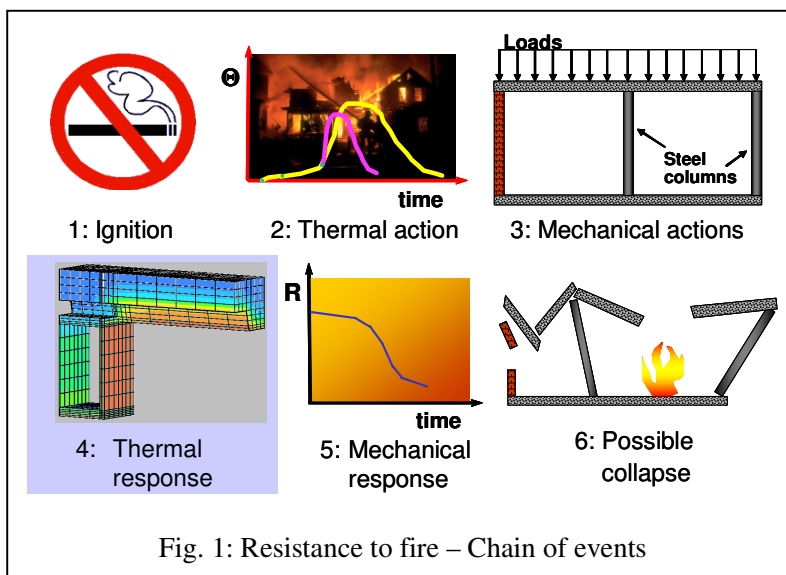 Loads
Θ
time
Steel
columns
1: Ignition
2: Thermal action
3: Mechanical actions
R
time
4: Thermal
response
5: Mechanical
response
6: Possible
collapse
Fig. 1: Resistance to fire – Chain of events